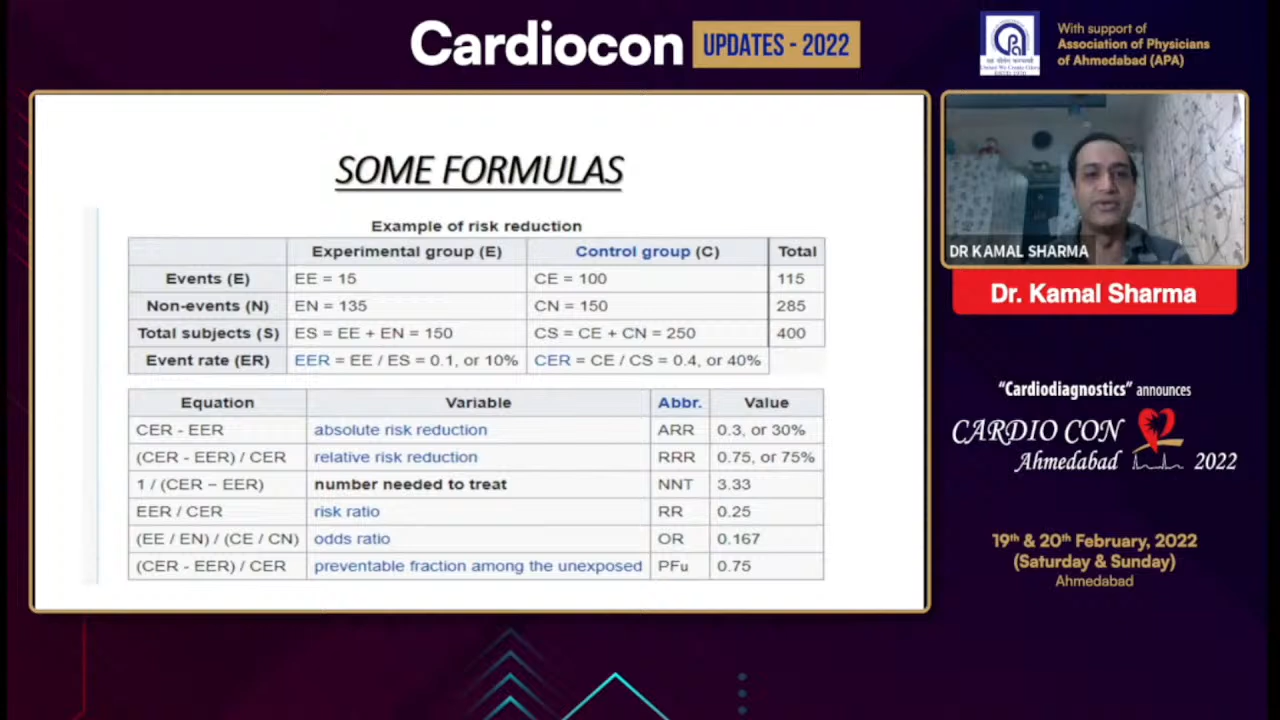 Cardiocon UPDATES - 2022
With support of
Association of Physicians
of Ahmedabad (APA)
SOME FORMULAS
Example of risk reduction
Experimental group (E) Control group (C) Total
Events (E) EE = 15 CE = 100 115
Non-events (N) EN = 135 CN = 150 285
Total subjects (S) ES = EE + EN = 150 CS = CE + CN = 250 400
Event rate (ER) EER = EE / ES = 0.1, or 10% CER = CE / CS = 0.4, or 40%
Equation Variable Abbr. Value
CER - EER absolute risk reduction ARR 0.3, or 30%
(CER - EER) / CER relative risk reduction RRR 0.75, or 75%
1 / (CER − EER) number needed to treat NNT 3.33
EER / CER risk ratio RR 0.25
(EE / EN) / (CE / CN) odds ratio OR 0.167
(CER - EER) / CER preventable fraction among the unexposed PFu 0.75
DR KAMAL SHARMA
Dr. Kamal Sharma
“Cardiodiagnostics” announces
CARDIO CON
Ahmedabad 2022
19th & 20th February, 2022
(Saturday & Sunday)
Ahmedabad